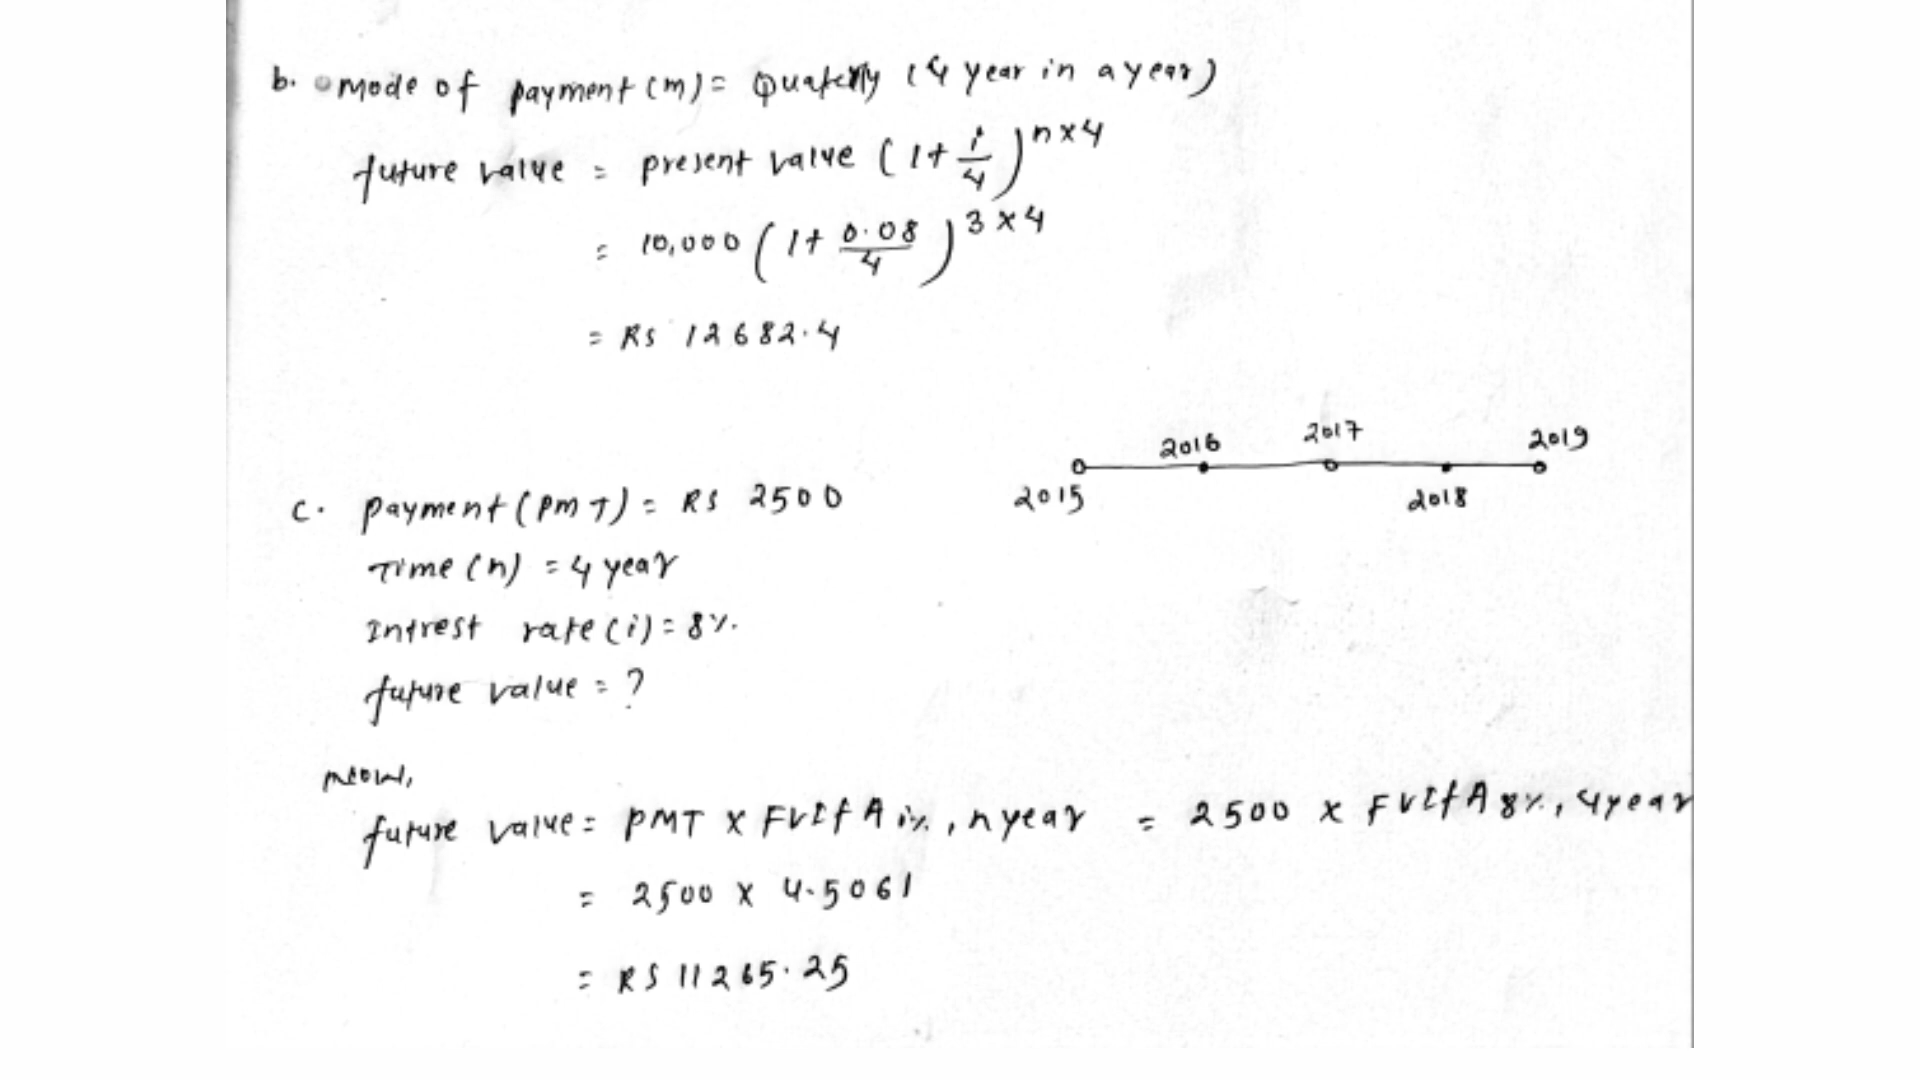 b. mode of payment (m) = Quaterly (4 year in a year)
future value = present value (1+ i/4)^n×4
= 10,000 (1+ 0.08/4)^3×4
= RS 12682.4
2015 2016 2017 2018 2019
c. payment (PMT) = RS 2500
Time (n) = 4 year
Intrest rate (i) = 8%.
future value = ?
future value = PMT × FVIfA i%, n year = 2500 × FVIfA 8%, 4 year
= 2500 × 4.5061
= RS 11265.25